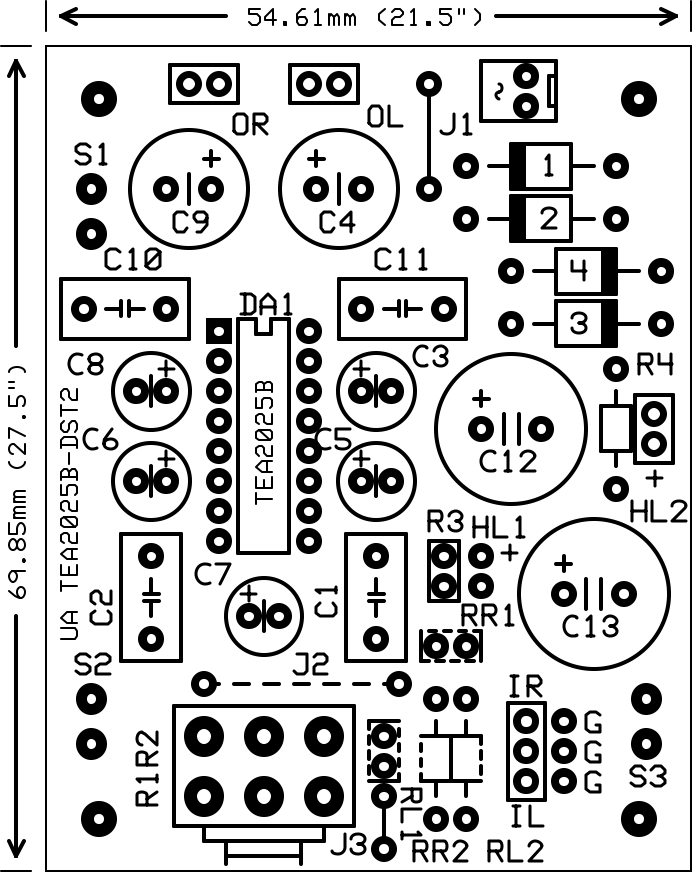 54.61mm (21.5")
OR
OL
J1
~
S1
1
C9
C4
2
C10
C11
4
DA1
3
C8
C3
R4
69.85mm (27.5")
UA TEA2025B-DST2
TEA2025B
C6
C5
C12
HL2
R3
HL1
C7
C2
C1
RR1
C13
S2
J2
IR
R1R2
G
G
G
S3
RL1
IL
J3
RR2
RL2